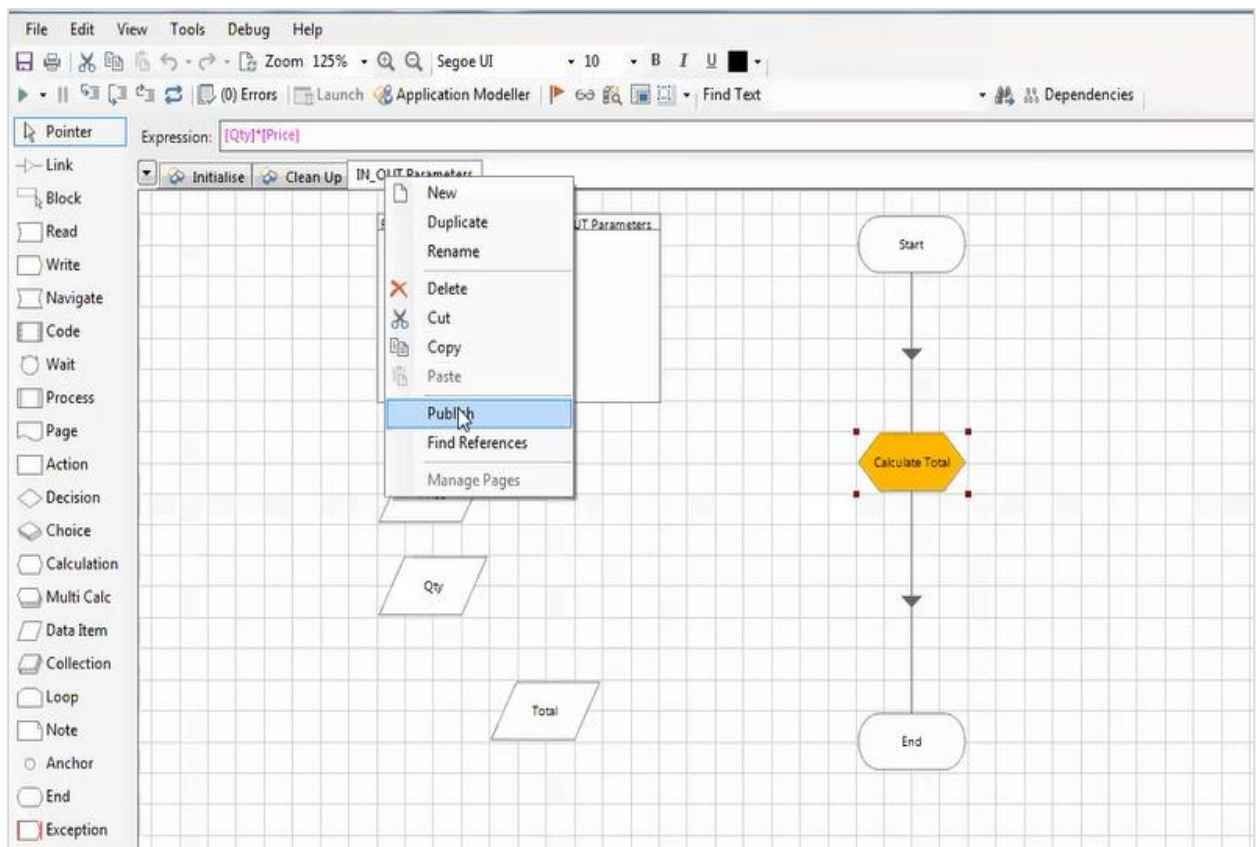 File Edit View Tools Debug Help
Zoom 125% Segoe UI 10 B I U
(0) Errors Launch Application Modeller Find Text Dependencies
Pointer
Expression: [Qty]*[Price]
Link
Initialise Clean Up IN_OUT Parameters
Block
Read
Write
Navigate
Code
Wait
Process
Page
Action
Decision
Choice
Calculation
Multi Calc
Data Item
Collection
Loop
Note
Anchor
End
Exception
New
Duplicate
Rename
Delete
Cut
Copy
Paste
Publish
Find References
Manage Pages
UT Parameters
Qty
Total
Start
Calculate Total
End